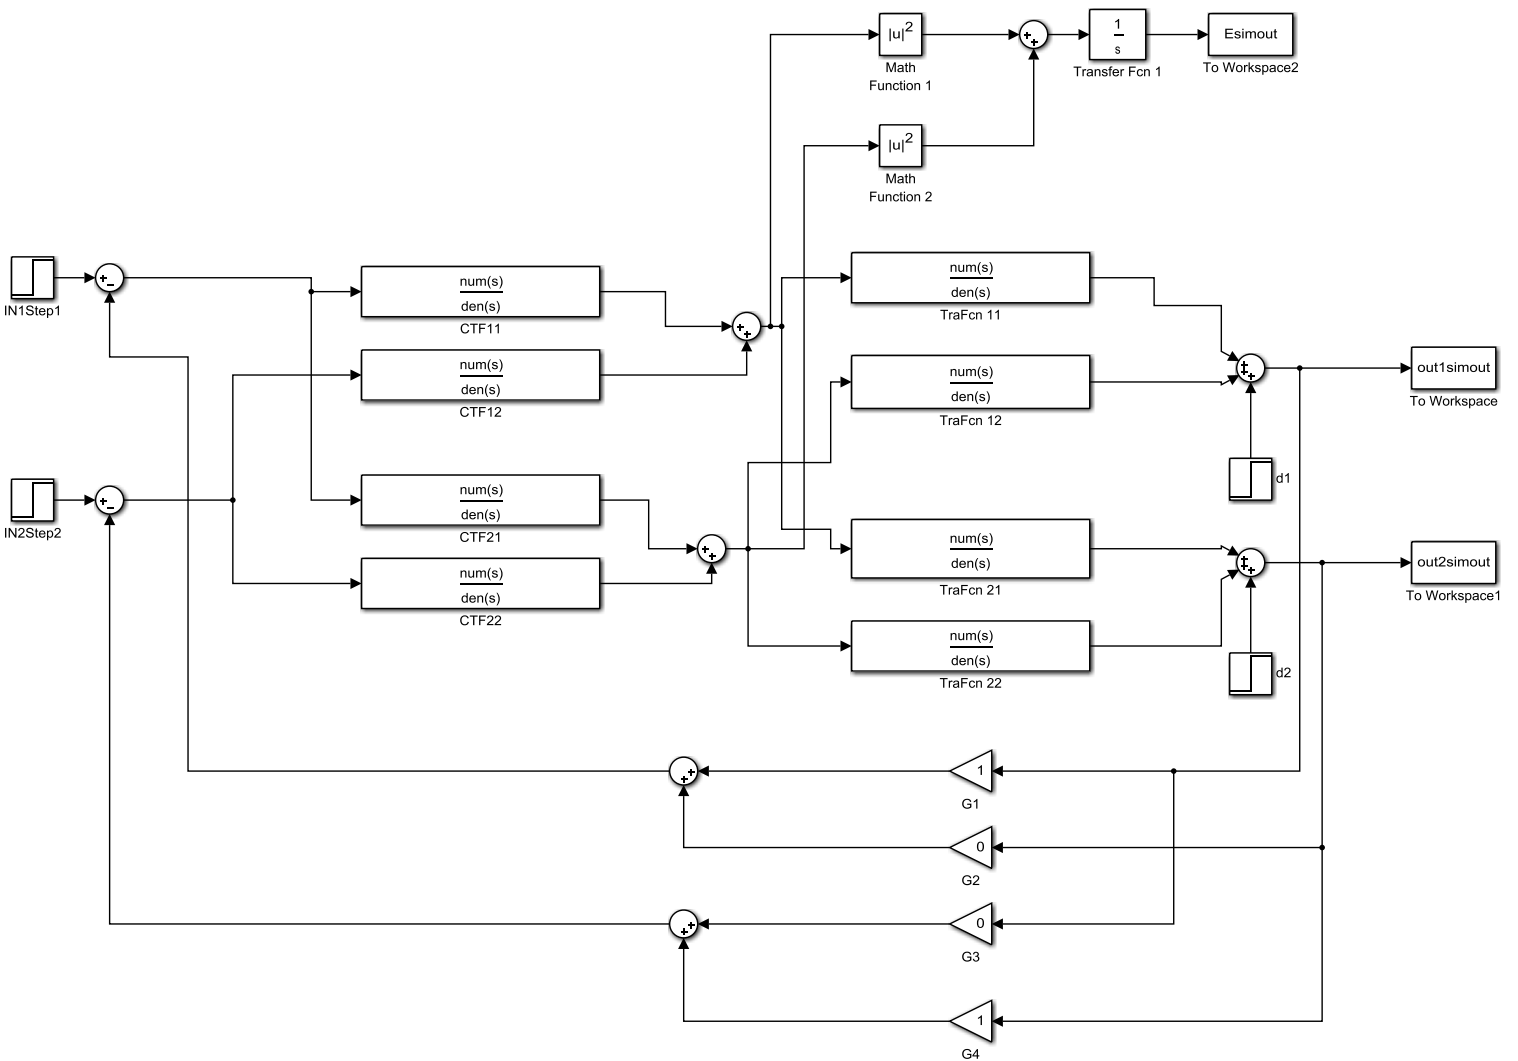 |u|²
Math
Function 1
1
s
Transfer Fcn 1
Esimout
To Workspace2
|u|²
Math
Function 2
IN1Step1
num(s)
den(s)
CTF11
num(s)
den(s)
CTF12
num(s)
den(s)
TraFcn 11
num(s)
den(s)
TraFcn 12
out1simout
To Workspace
d1
IN2Step2
num(s)
den(s)
CTF21
num(s)
den(s)
CTF22
num(s)
den(s)
TraFcn 21
num(s)
den(s)
TraFcn 22
out2simout
To Workspace1
d2
1
G1
0
G2
0
G3
1
G4